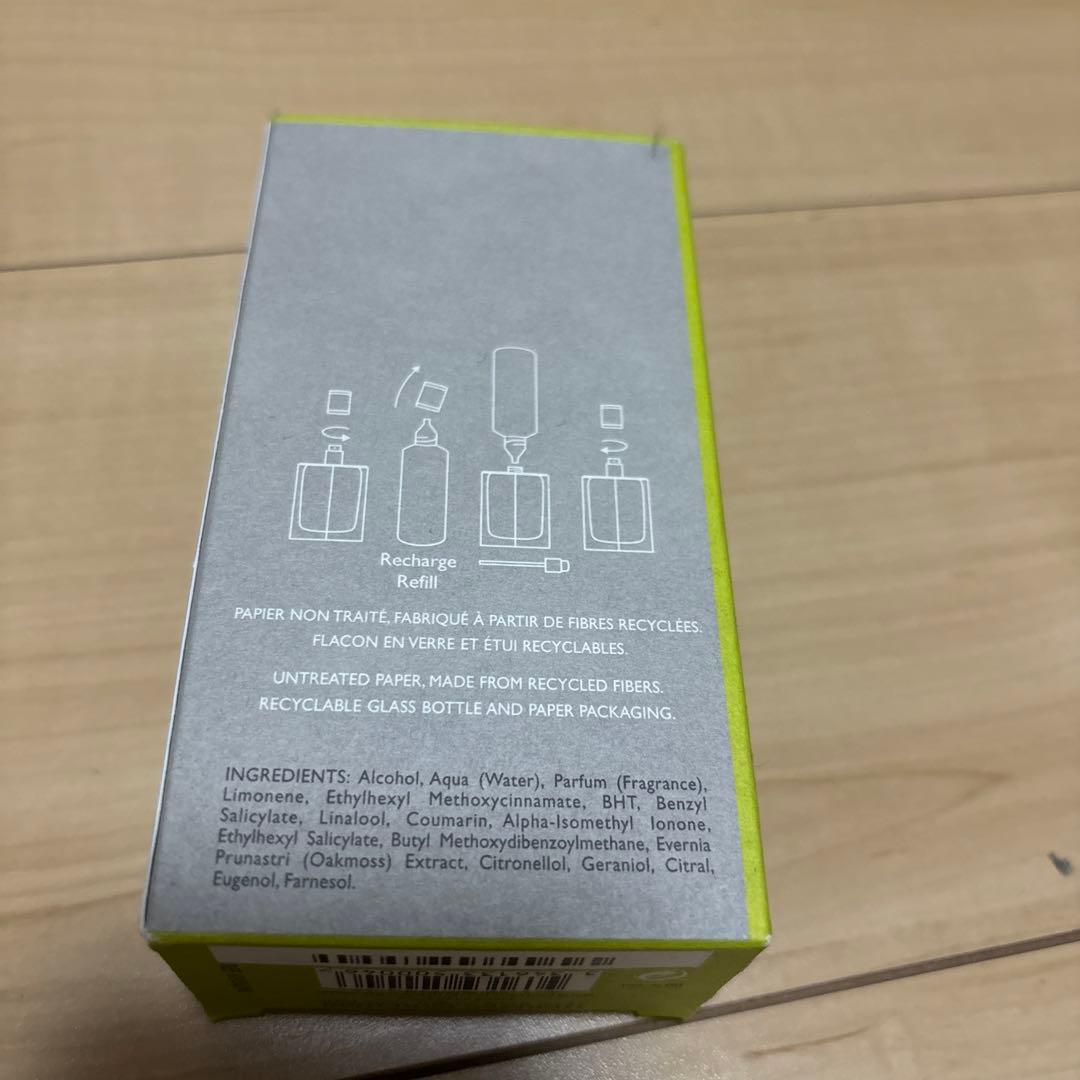 Recharge
Refill
PAPIER NON TRAITÉ, FABRIQUÉ À PARTIR DE FIBRES RECYCLÉES.
FLACON EN VERRE ET ÉTUI RECYCLABLES.
UNTREATED PAPER, MADE FROM RECYCLED FIBERS.
RECYCLABLE GLASS BOTTLE AND PAPER PACKAGING.
INGREDIENTS: Alcohol, Aqua (Water), Parfum (Fragrance),
Limonene, Ethylhexyl Methoxycinnamate, BHT, Benzyl
Salicylate, Linalool, Coumarin, Alpha-Isomethyl Ionone,
Ethylhexyl Salicylate, Butyl Methoxydibenzoylmethane, Evernia
Prunastri (Oakmoss) Extract, Citronellol, Geraniol, Citral,
Eugenol, Farnesol.